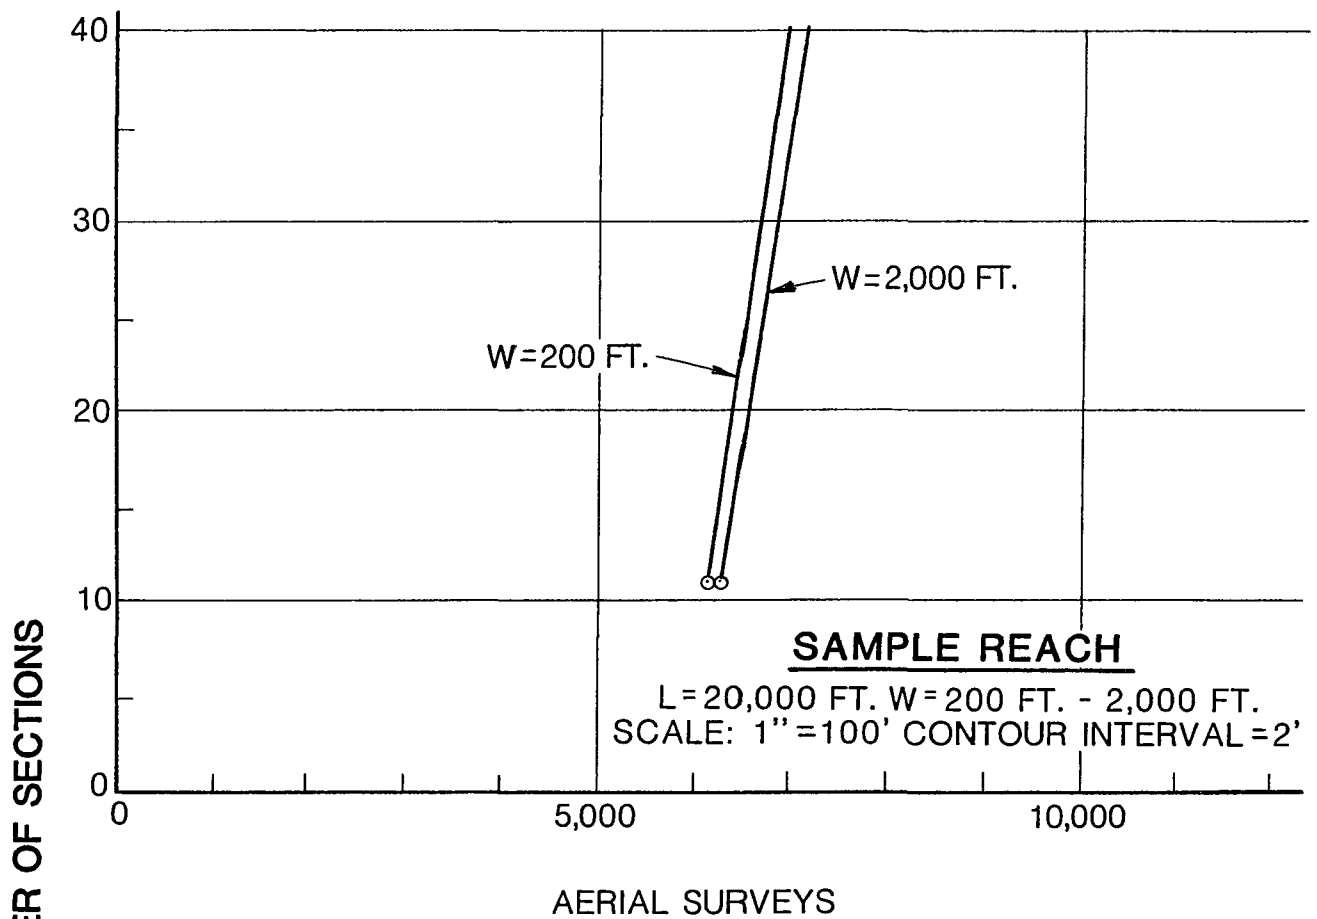 40
30
W=2,000 FT.
W=200 FT.
20
10
SAMPLE REACH
L=20,000 FT. W=200 FT. - 2,000 FT.
SCALE: 1"=100' CONTOUR INTERVAL=2'
0
0 5,000 10,000
OF SECTIONS
AERIAL SURVEYS